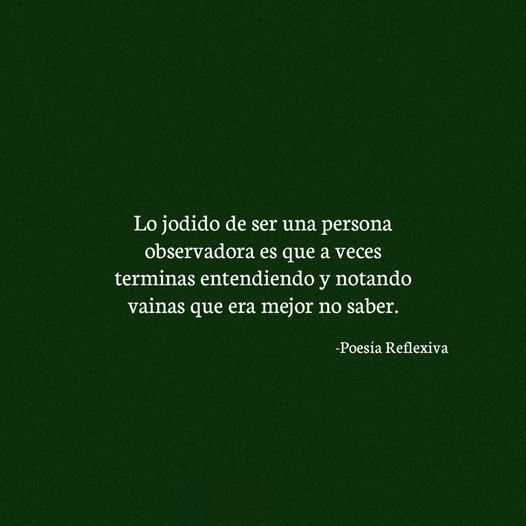 Lo jodido de ser una persona
observadora es que a veces
terminas entendiendo y notando
vainas que era mejor no saber.
-Poesía Reflexiva